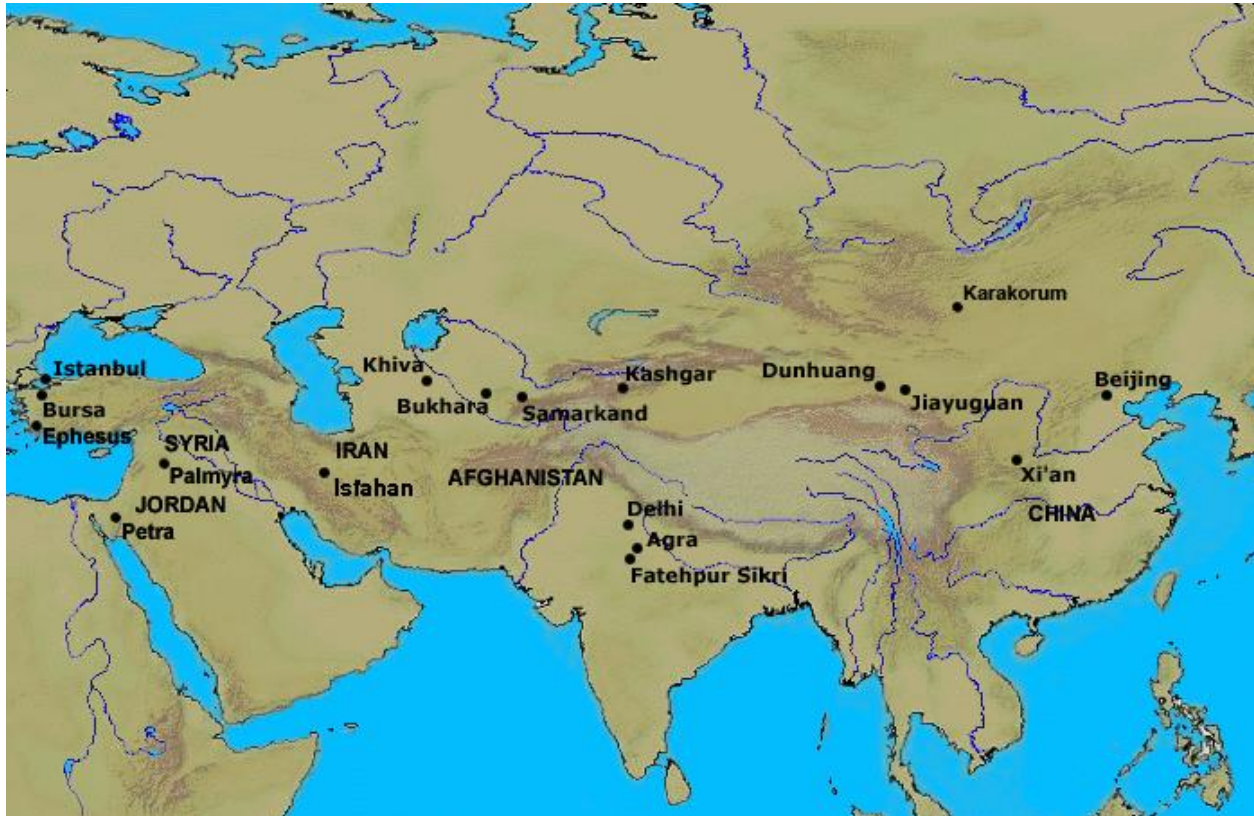 Karakorum
Istanbul
Khiva
Kashgar
Dunhuang
Beijing
Bursa
Bukhara
Samarkand
Jiayuguan
Ephesus
SYRIA
IRAN
Palmyra
Isfahan
AFGHANISTAN
Xi'an
JORDAN
Delhi
CHINA
Petra
Agra
Fatehpur Sikri